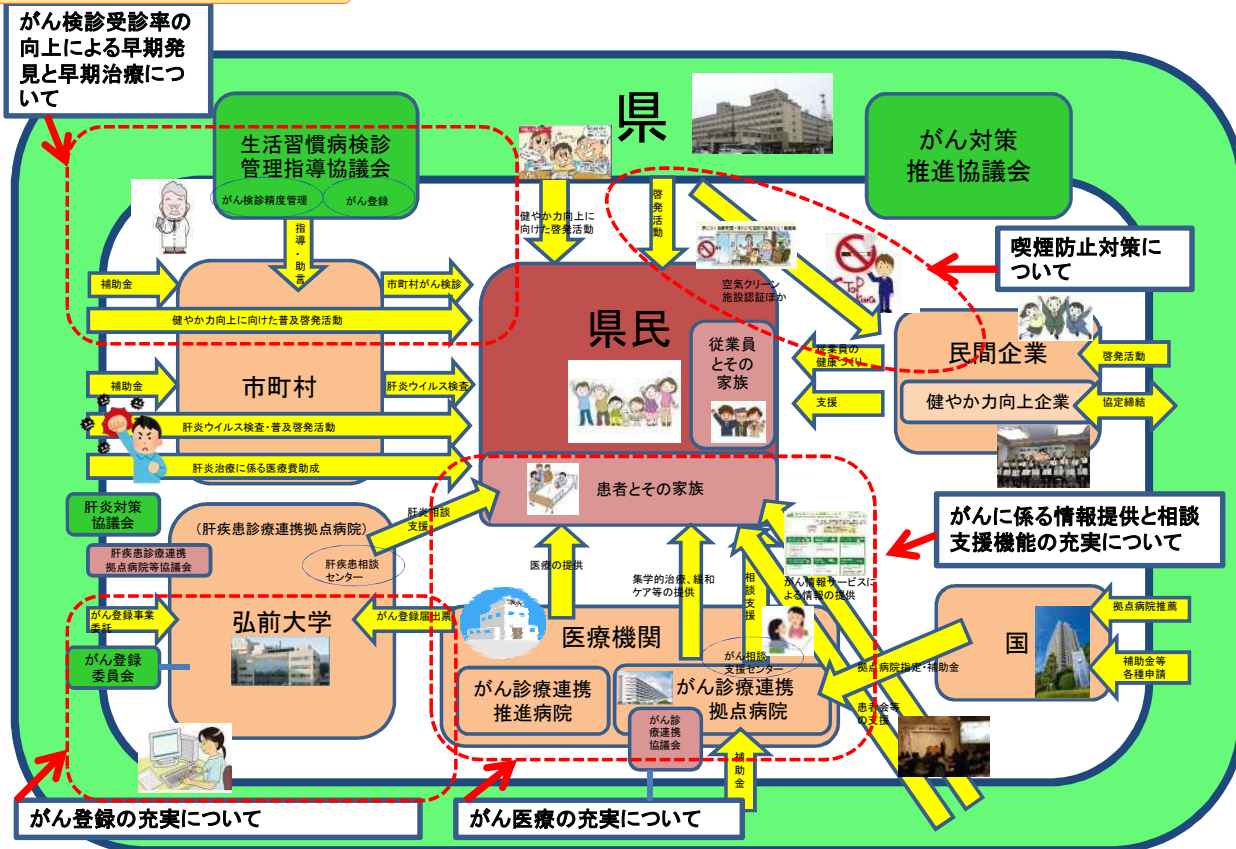 がん検診受診率の
向上による早期発
見と早期治療につ
いて
県
生活習慣病検診
管理指導協議会
がん検診精度管理
がん登録
がん対策
推進協議会
指導・助言
健やか力向上に
向けた啓発活動
啓発活動
喫煙防止対策に
ついて
空気クリーン
施設認証ほか
補助金
市町村がん検診
健やか力向上に向けた普及啓発活動
市町村
補助金
肝炎ウイルス検査
肝炎ウイルス検査・普及啓発活動
肝炎治療に係る医療費助成
県民
従業員
とその
家族
患者とその家族
従業員の
健康づくり
支援
民間企業
健やか力向上企業
啓発活動
協定締結
肝炎対策
協議会
肝疾患診療連携
拠点病院等協議会
(肝疾患診療連携拠点病院)
肝疾患相談
センター
肝炎相談
支援
弘前大学
がん登録事業
委託
がん登録
委員会
がん登録届出票
医療の提供
集学的治療、緩和
ケア等の提供
相談支援
がん情報サービスに
よる情報の提供
がんに係る情報提供と相談
支援機能の充実について
医療機関
がん相談
支援センター
がん診療連携
推進病院
がん診療連携
拠点病院
がん診
療連携
協議会
補助金
国
拠点病院推薦
補助金等
各種申請
拠点病院指定・補助金
患者会等
の支援
がん登録の充実について
がん医療の充実について